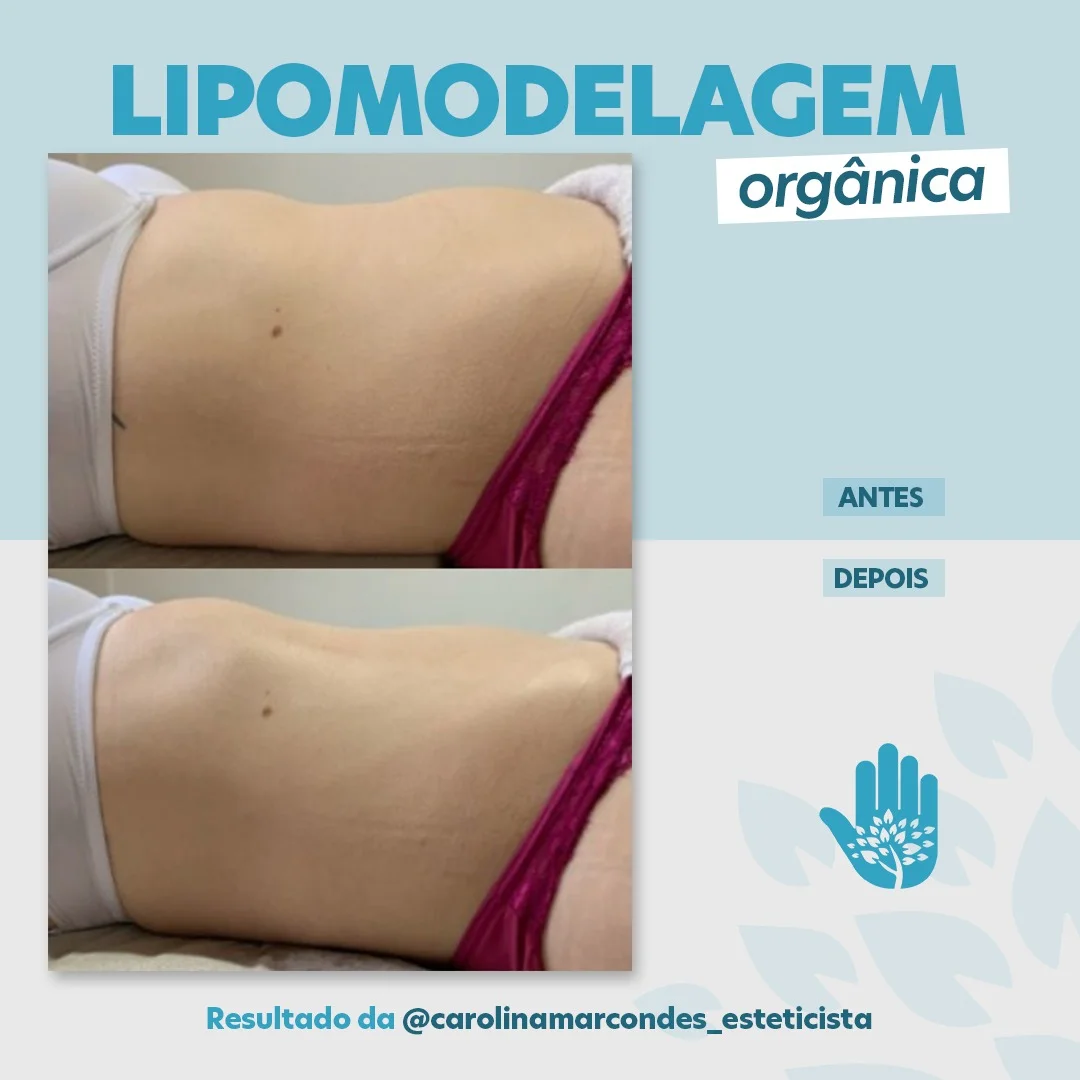 LIPOMODELAGEM
orgânica
ANTES
DEPOIS
Resultado da @carolinamarcondes_esteticista